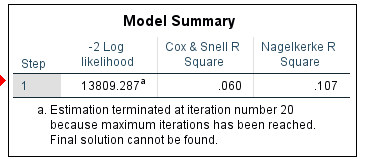 Model Summary
Step -2 Log likelihood Cox & Snell R Square Nagelkerke R Square
1 13809.287a .060 .107
a. Estimation terminated at iteration number 20
because maximum iterations has been reached.
Final solution cannot be found.